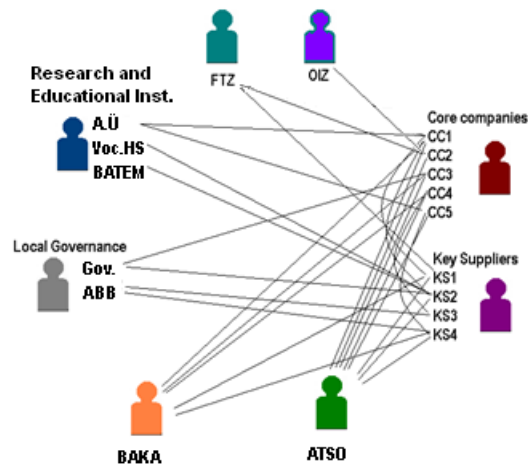 FTZ
OIZ
Research and
Educational Inst.
A.Ü
Voc.HS
BATEM
Core companies
CC1
CC2
CC3
CC4
CC5
Local Governance
Gov.
ABB
Key Suppliers
KS1
KS2
KS3
KS4
BAKA
ATSO